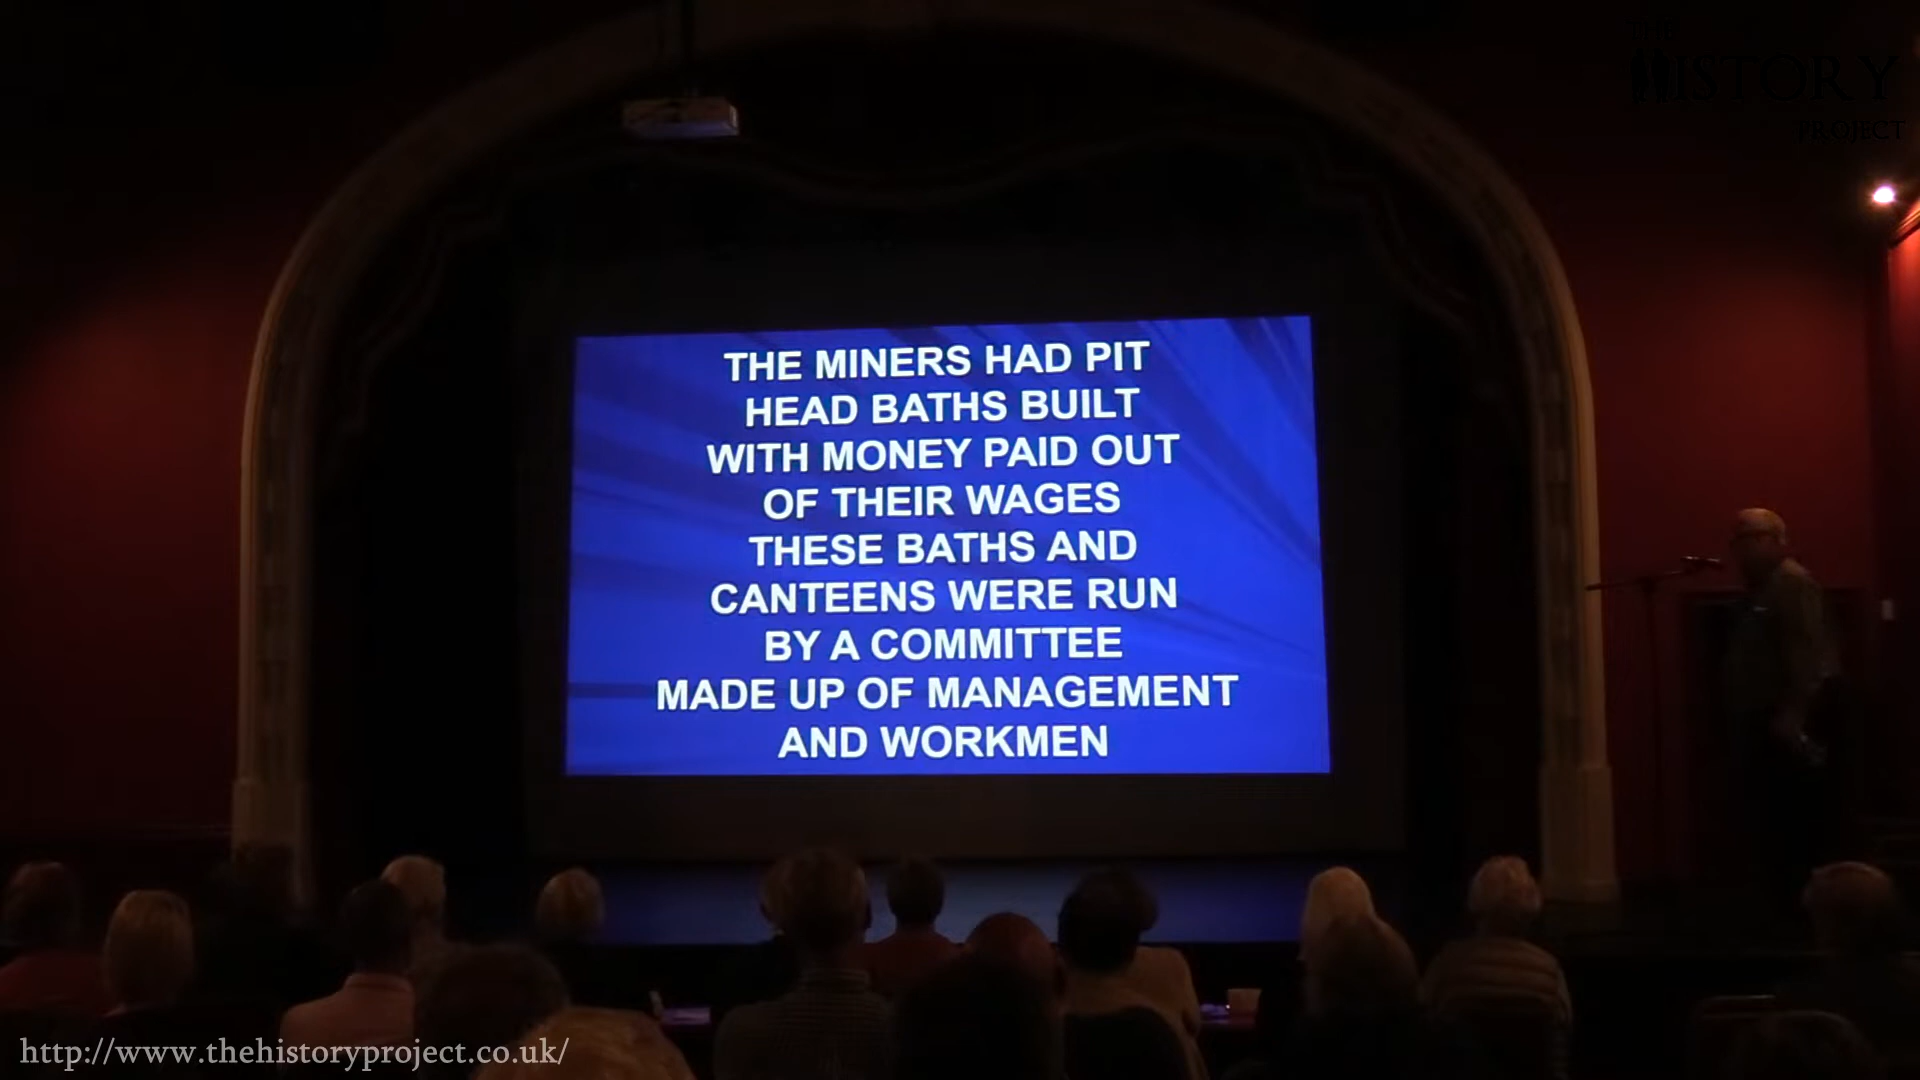 THE
HISTORY
PROJECT
THE MINERS HAD PIT
HEAD BATHS BUILT
WITH MONEY PAID OUT
OF THEIR WAGES
THESE BATHS AND
CANTEENS WERE RUN
BY A COMMITTEE
MADE UP OF MANAGEMENT
AND WORKMEN
http://www.thehistoryproject.co.uk/